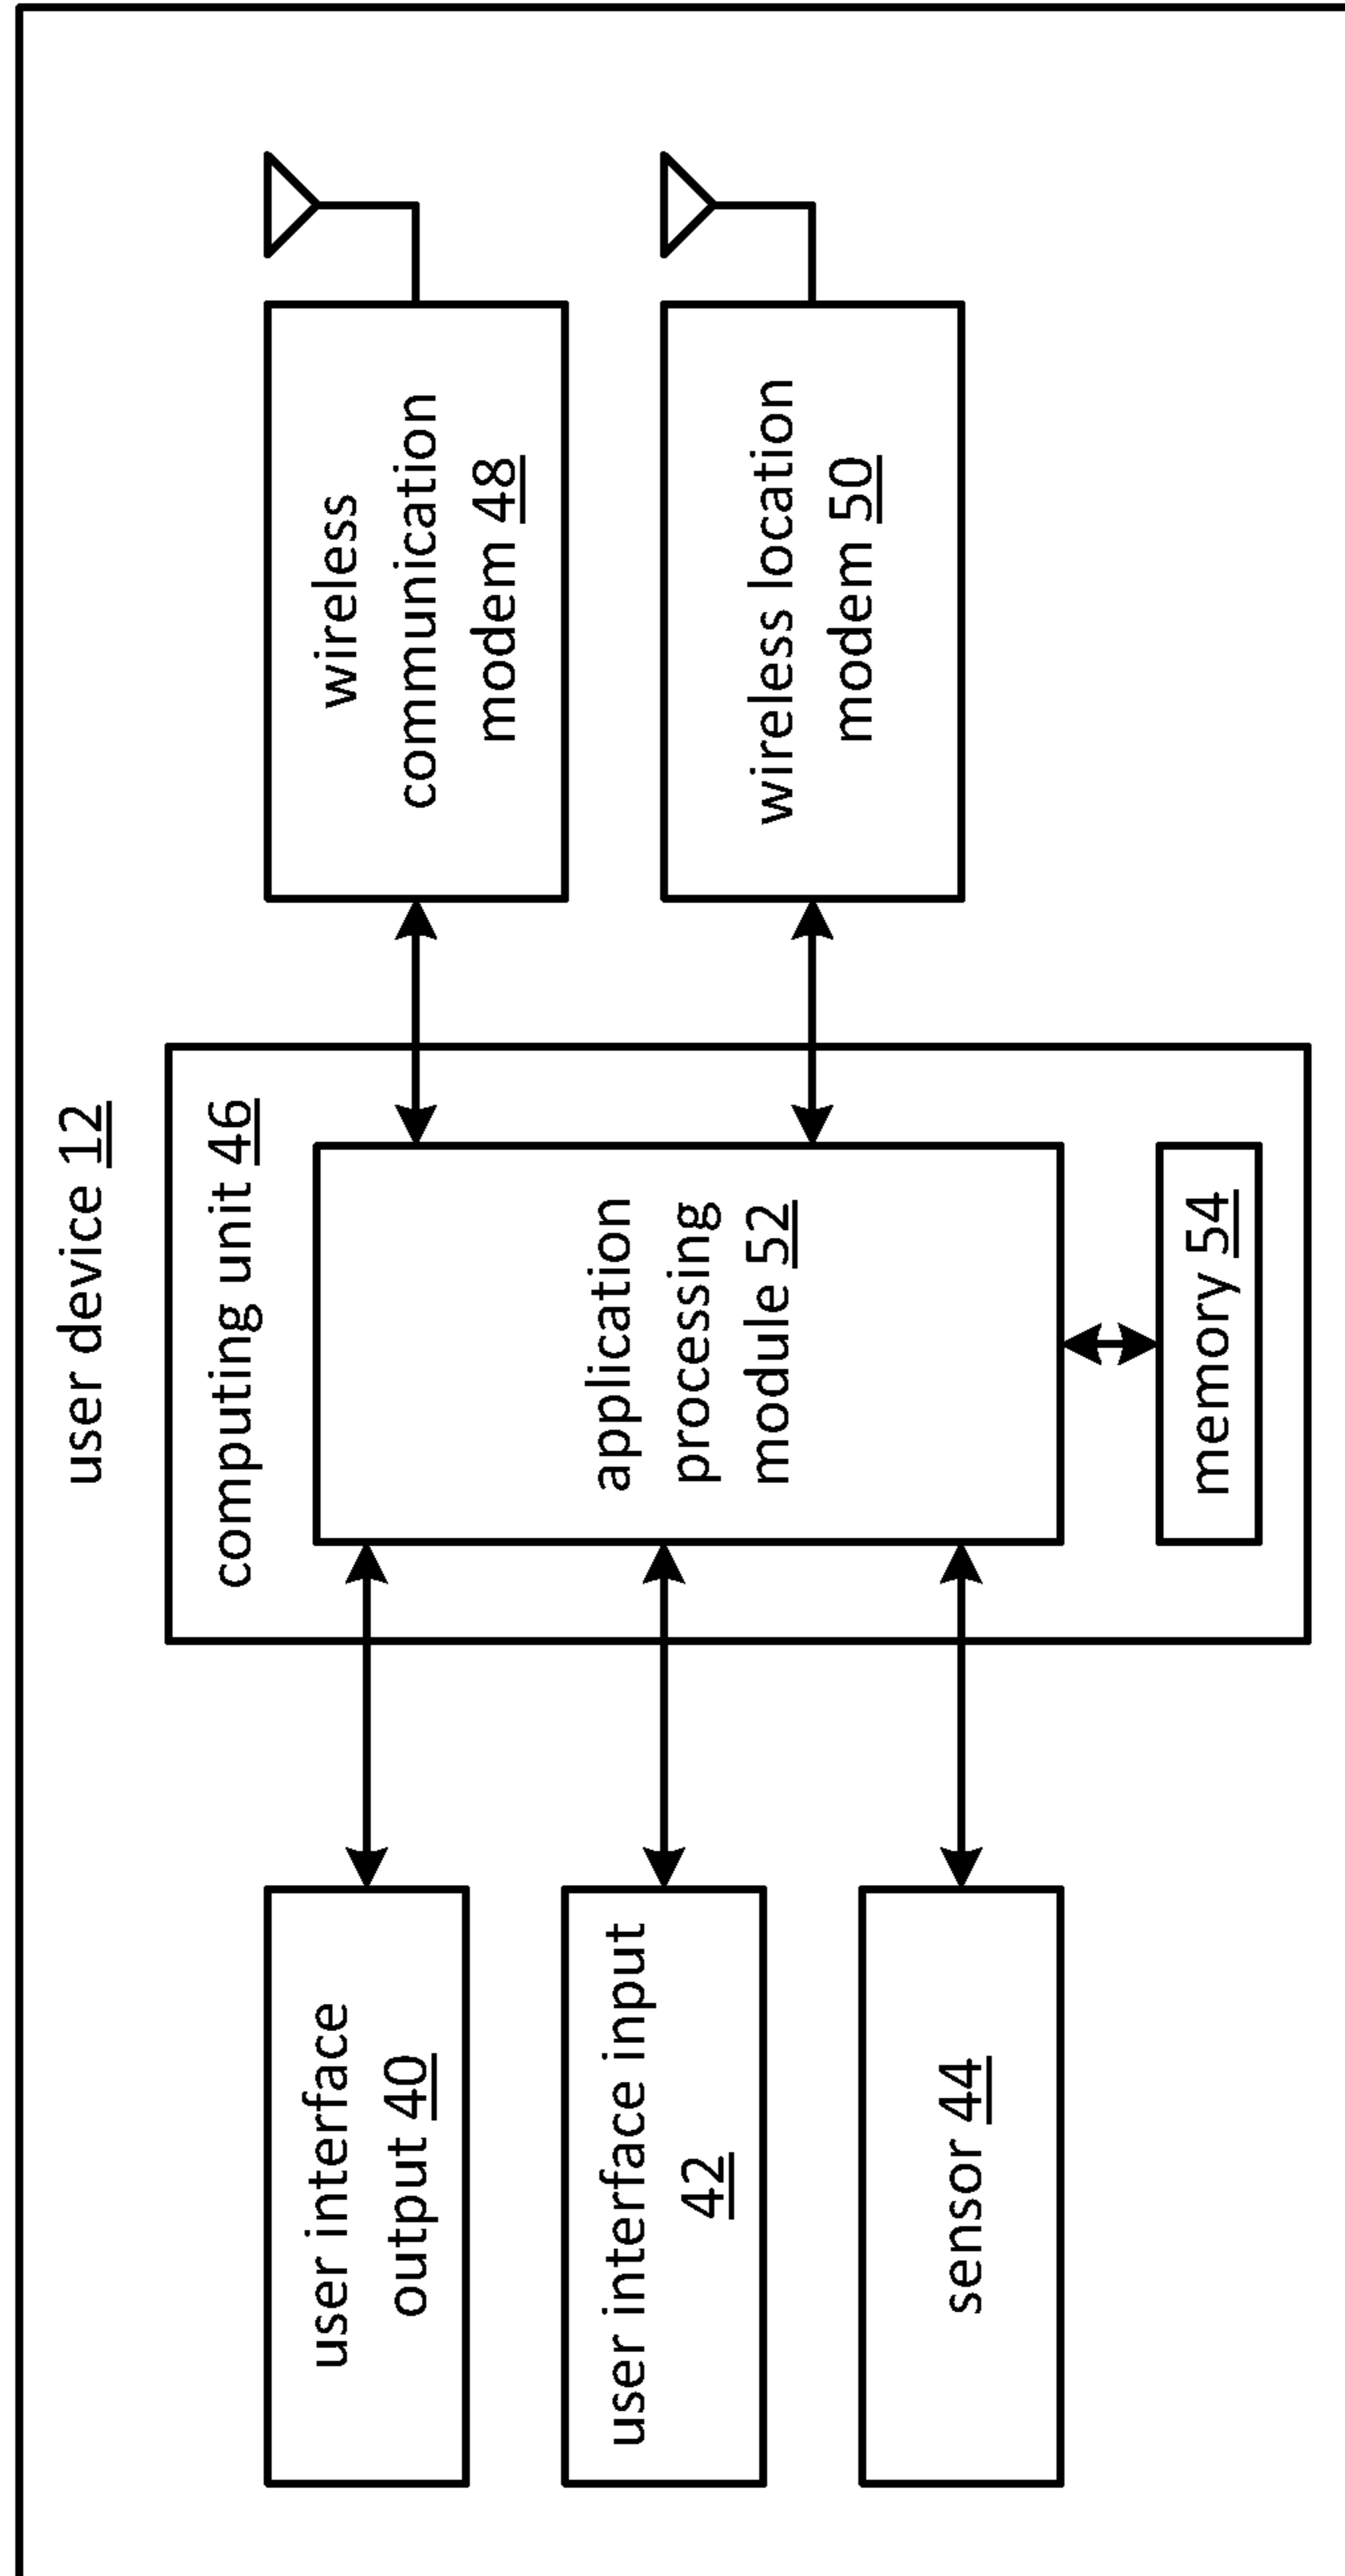 user device 12
computing unit 46
user interface
output 40
user interface input
42
sensor 44
application
processing
module 52
memory 54
wireless
communication
modem 48
wireless location
modem 50